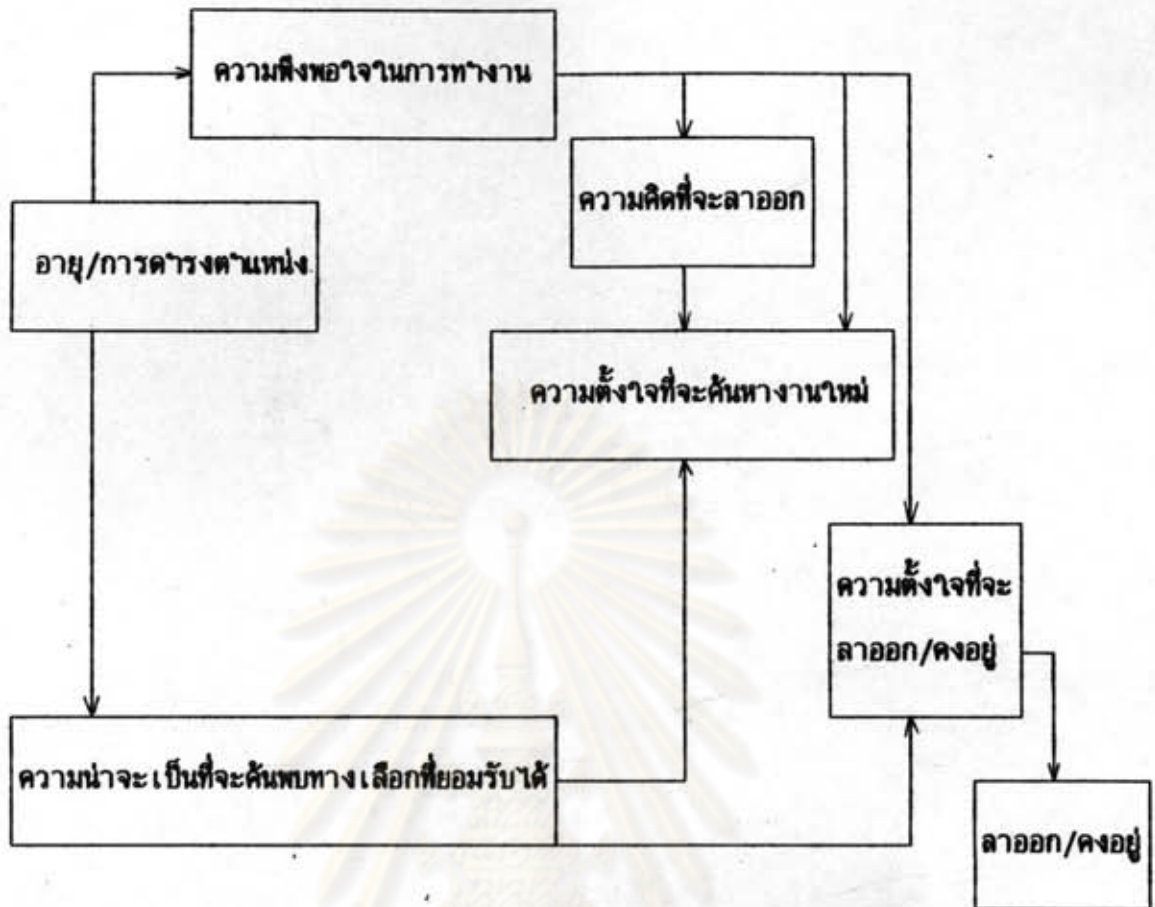 ความพึงพอใจในการทำงาน
ความคิดที่จะลาออก
อายุ/การดำรงตำแหน่ง
ความตั้งใจที่จะค้นหางานใหม่
ความตั้งใจที่จะ
ลาออก/คงอยู่
ความน่าจะเป็นที่จะค้นพบทางเลือกที่ยอมรับได้
ลาออก/คงอยู่